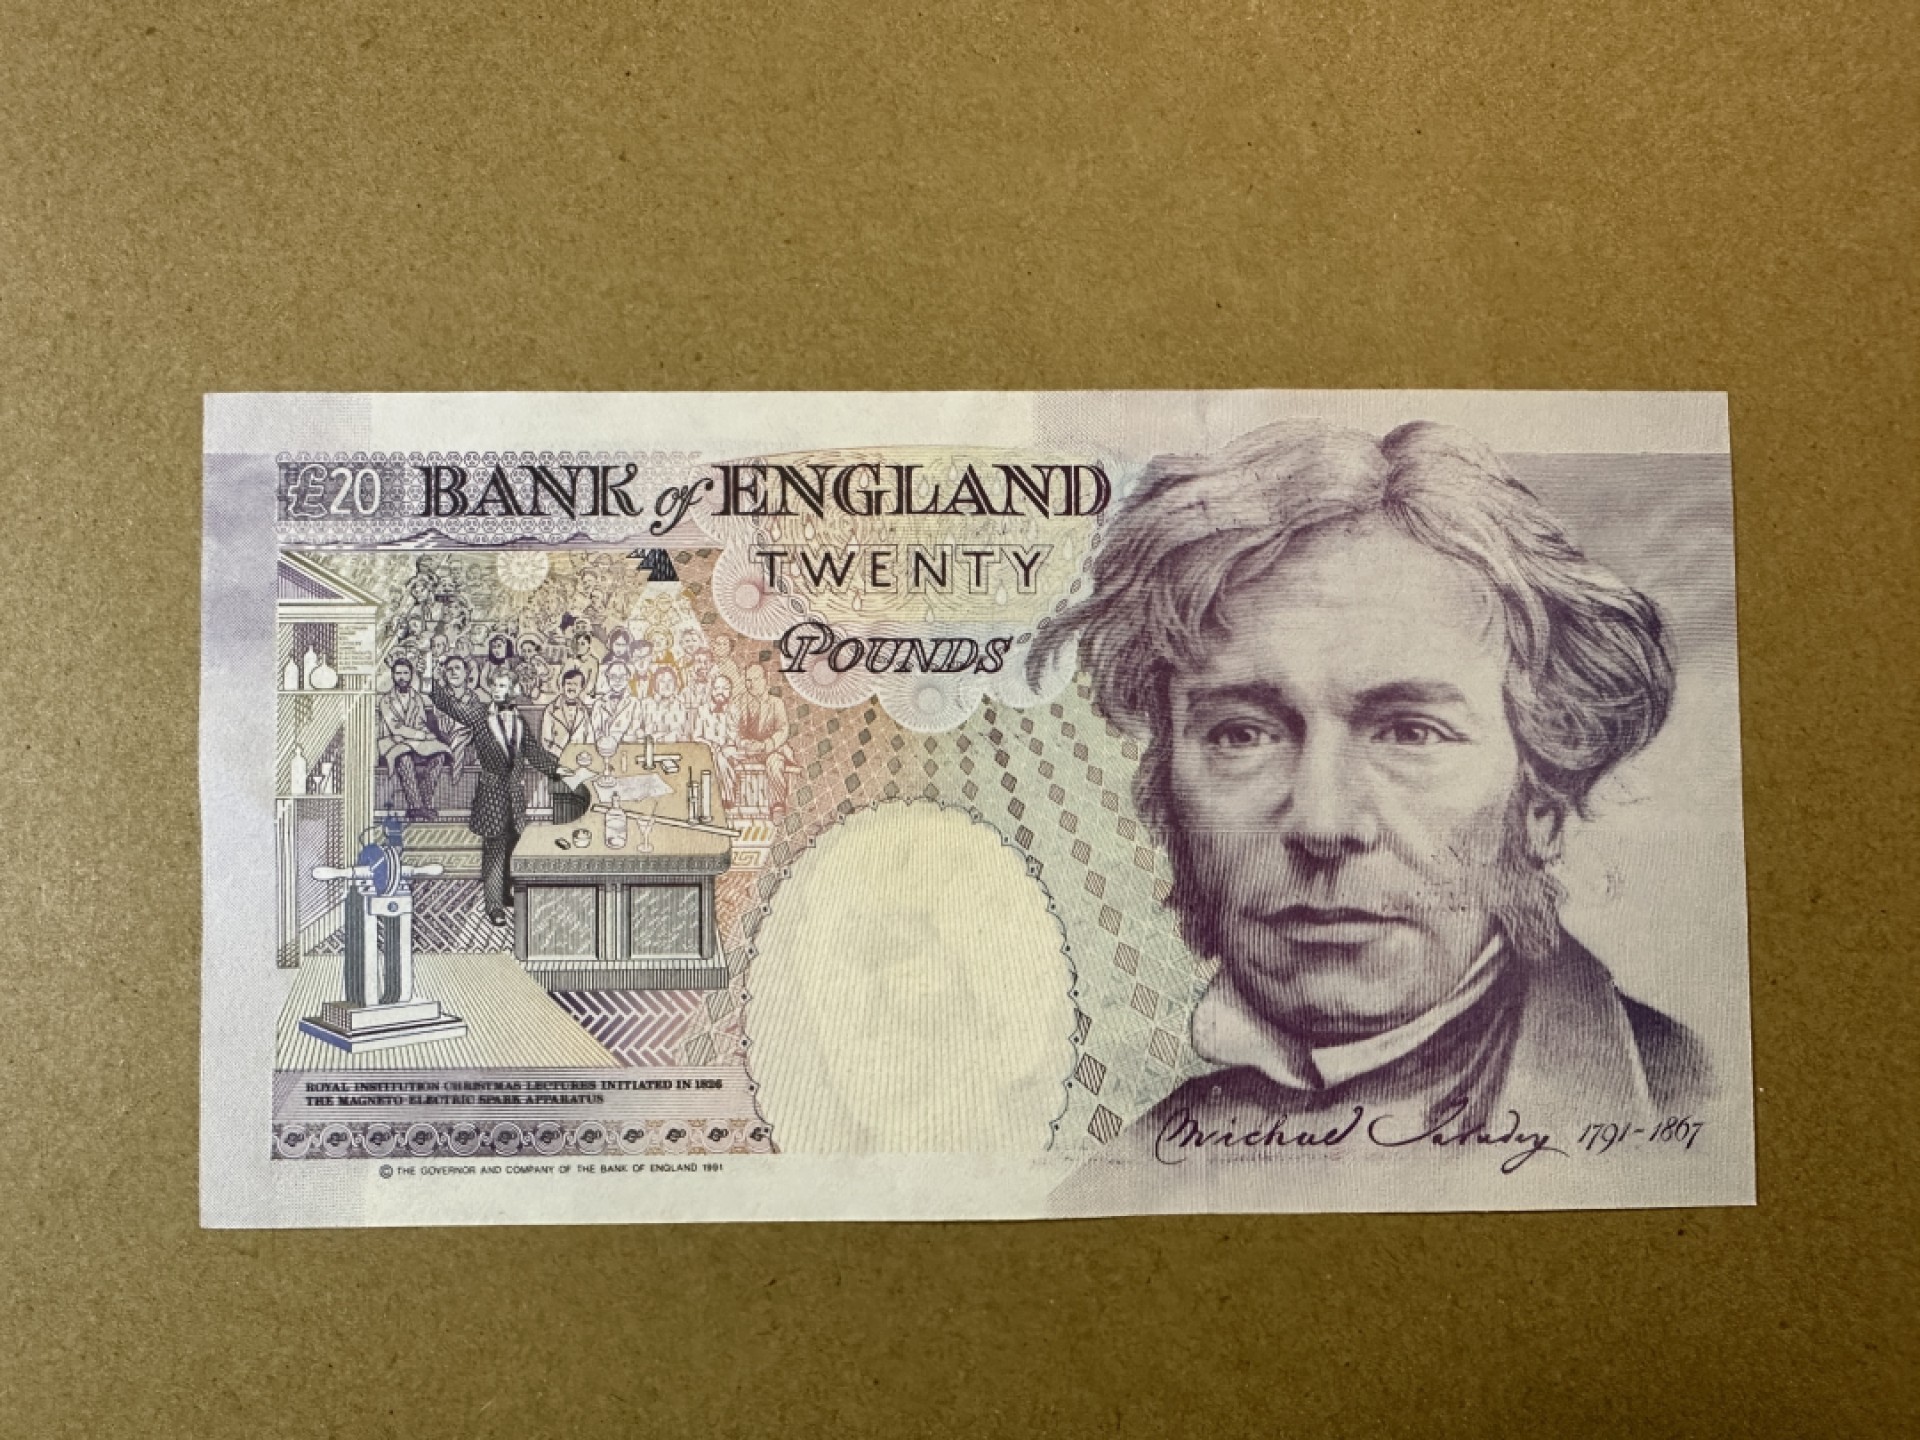 £20 BANK of ENGLAND
TWENTY
POUNDS
ROYAL INSTITUTION CHRISTMAS LECTURES INITIATED IN 1826
THE MAGNETO-ELECTRIC SPARK APPARATUS
Michael Faraday 1791-1867
© THE GOVERNOR AND COMPANY OF THE BANK OF ENGLAND 1991